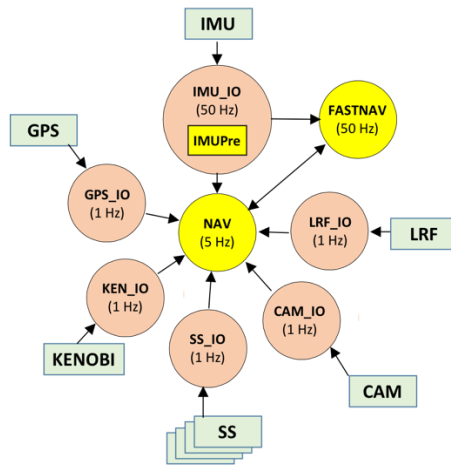 IMU
IMU_IO
(50 Hz)
IMUPre
FASTNAV
(50 Hz)
GPS
GPS_IO
(1 Hz)
NAV
(5 Hz)
LRF_IO
(1 Hz)
LRF
KEN_IO
(1 Hz)
KENOBI
SS_IO
(1 Hz)
CAM_IO
(1 Hz)
CAM
SS